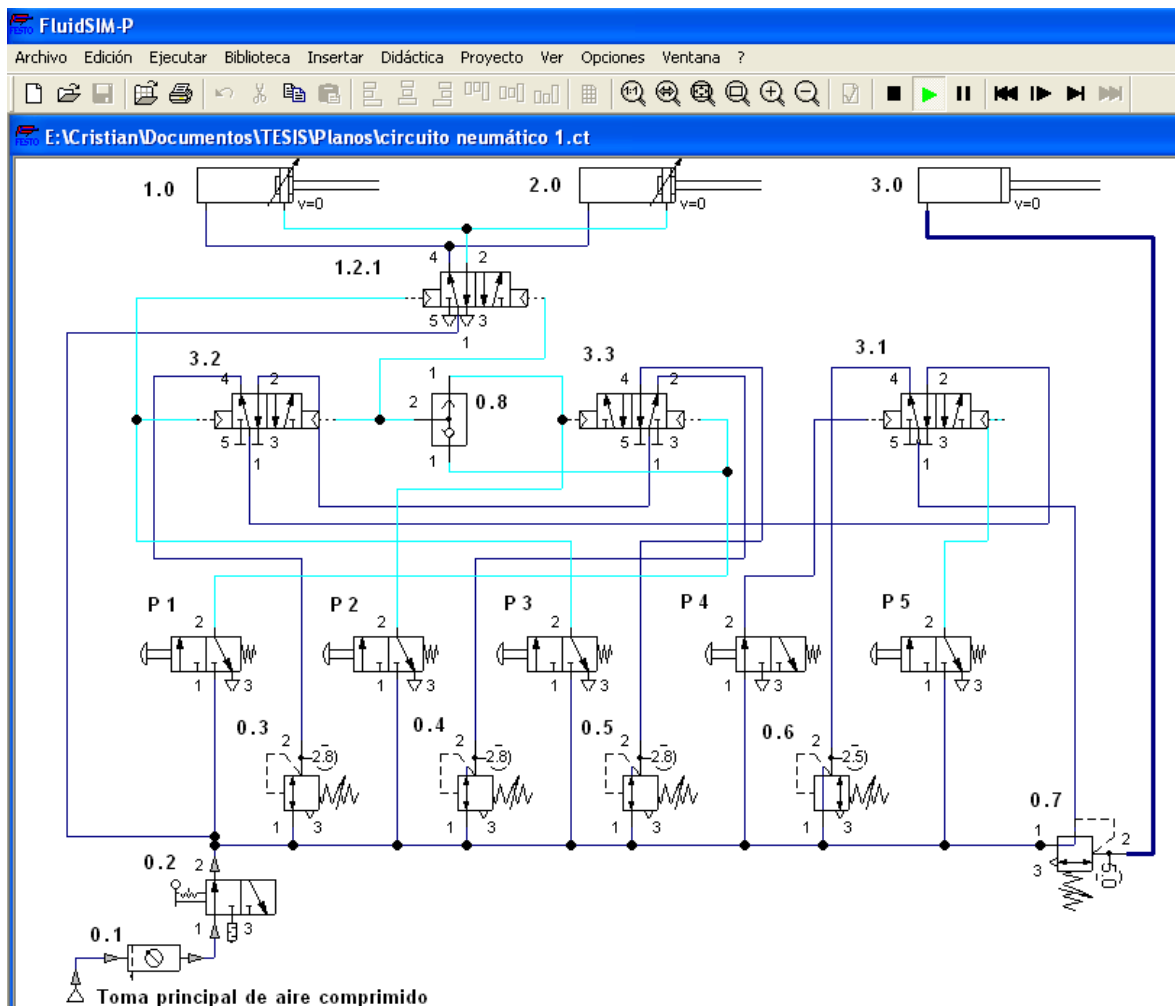 FluidSIM-P
Archivo Edición Ejecutar Biblioteca Insertar Didáctica Proyecto Ver Opciones Ventana ?
1:1
FESTO E:\Cristian\Documentos\TESIS\Planos\circuito neumático 1.ct
1.0 2.0 3.0
v=0 v=0 v=0
4 2
1.2.1
5 3
1
3.2 3.3 3.1
4 2 1 4 2 4 2
2 0.8
5 3 5 3 5 3
1 1 1 1
P 1 P 2 P 3 P 4 P 5
2 2 2 2 2
1 3 1 3 1 3 1 3 1 3
0.3 0.4 0.5 0.6
2 2.8) 2 2.8) 2 2.8) 2 2.5)
0.7
1 3 1 3 1 3 1 3
1 2
3 5.0)
0.2 2
1 3
0.1
Toma principal de aire comprimido